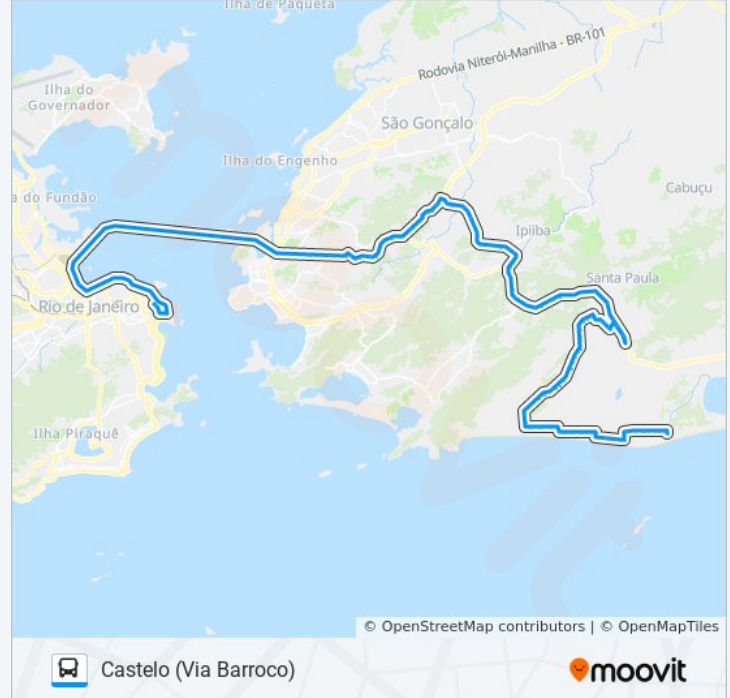 Ilha de Paquetá
Rodovia Niterói-Manilha - BR-101
Ilha do
Governador
São Gonçalo
Ilha do Engenho
a do Fundão
Cabuçu
Ipiíba
Santa Paula
Rio de Janeiro
Ilha Piraquê
© OpenStreetMap contributors | © OpenMapTiles
Castelo (Via Barroco)
moovit